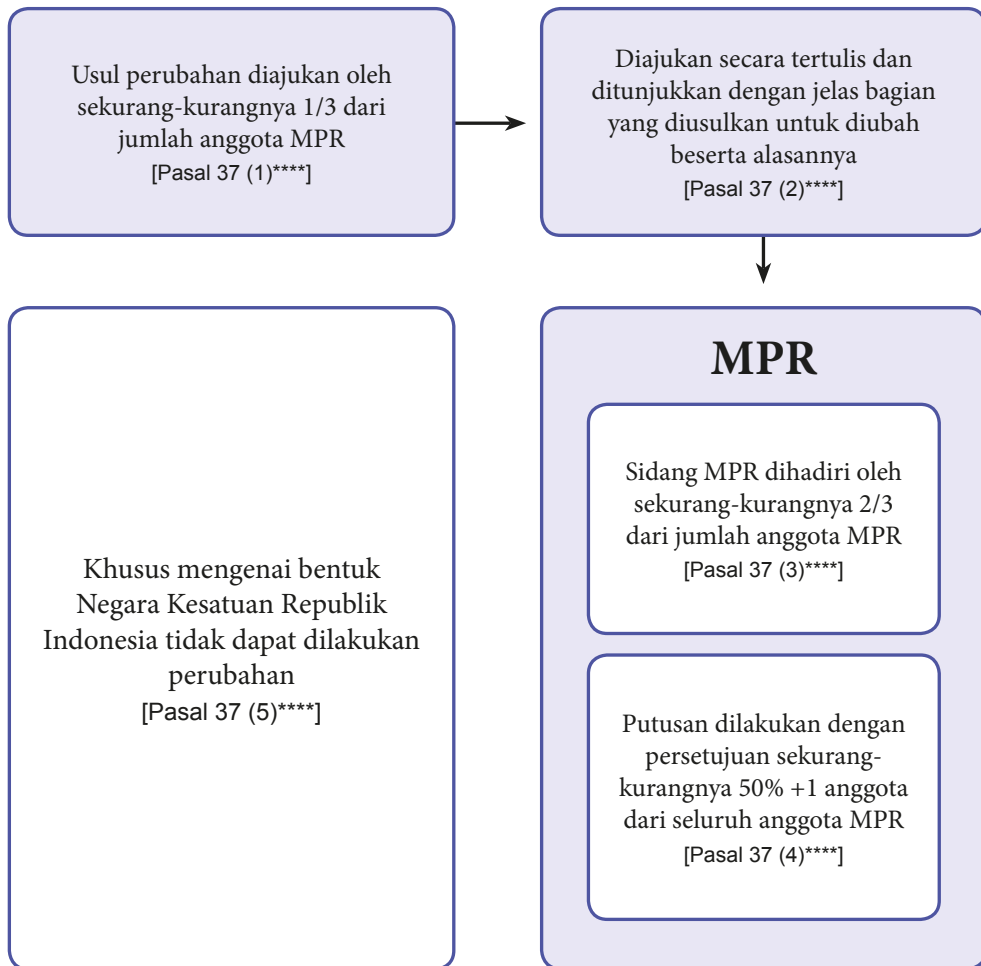 Usul perubahan diajukan oleh
sekurang-kurangnya 1/3 dari
jumlah anggota MPR
[Pasal 37 (1)****]
Diajukan secara tertulis dan
ditunjukkan dengan jelas bagian
yang diusulkan untuk diubah
beserta alasannya
[Pasal 37 (2)****]
Khusus mengenai bentuk
Negara Kesatuan Republik
Indonesia tidak dapat dilakukan
perubahan
[Pasal 37 (5)****]
MPR
Sidang MPR dihadiri oleh
sekurang-kurangnya 2/3
dari jumlah anggota MPR
[Pasal 37 (3)****]
Putusan dilakukan dengan
persetujuan sekurang-
kurangnya 50% +1 anggota
dari seluruh anggota MPR
[Pasal 37 (4)****]